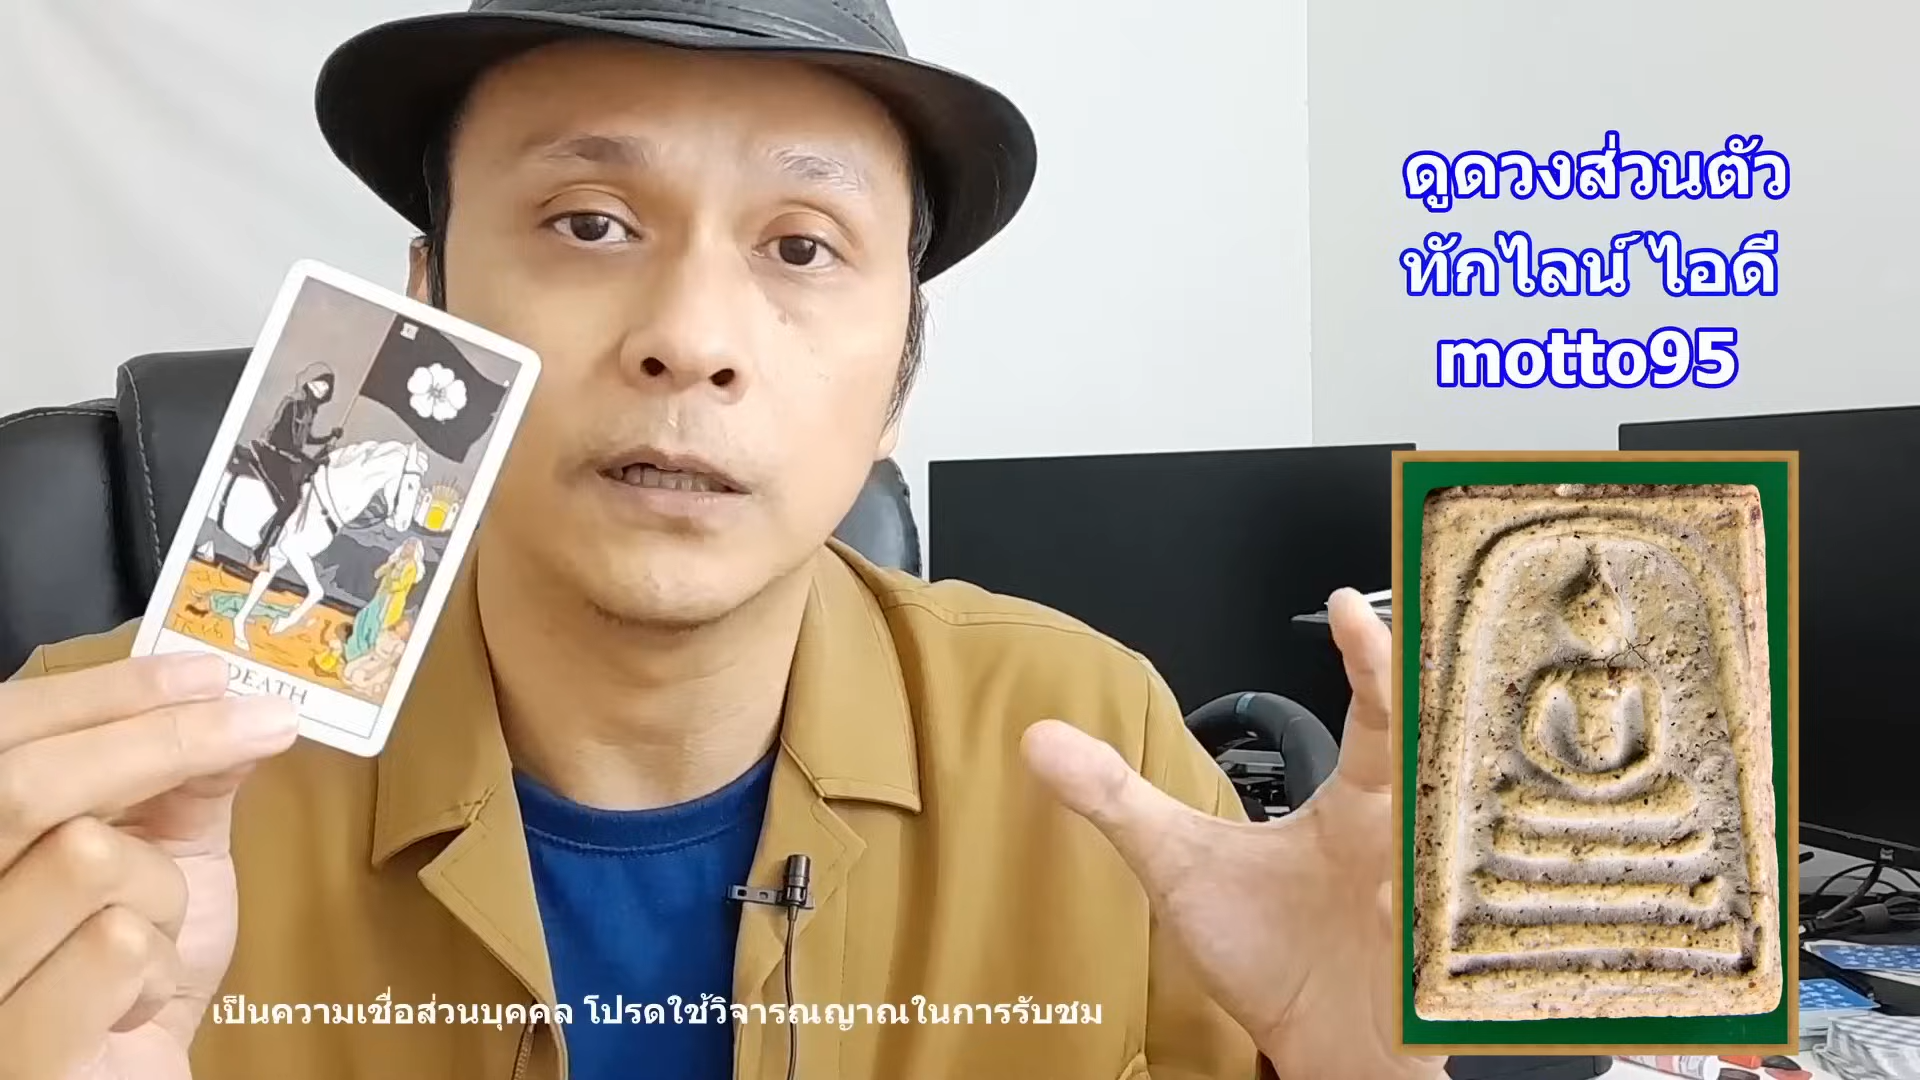 ดูดวงส่วนตัว
ทักไลน์ ไอดี
motto95
XIII
DEATH
เป็นความเชื่อส่วนบุคคล โปรดใช้วิจารณญาณในการรับชม